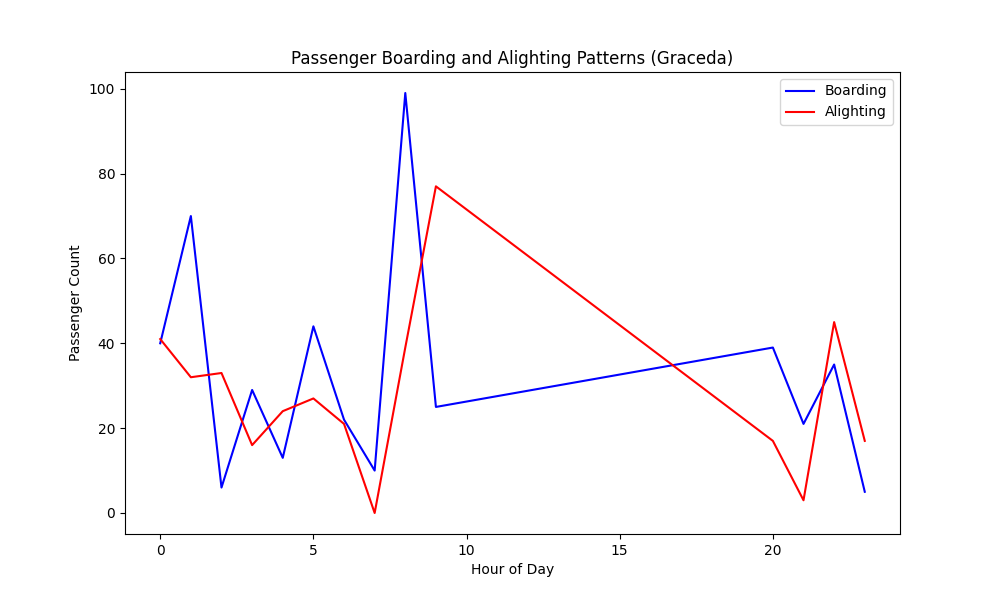 Passenger Boarding and Alighting Patterns (Graceda)
Boarding
Alighting
Passenger Count
100
80
60
40
20
0
0 5 10 15 20
Hour of Day